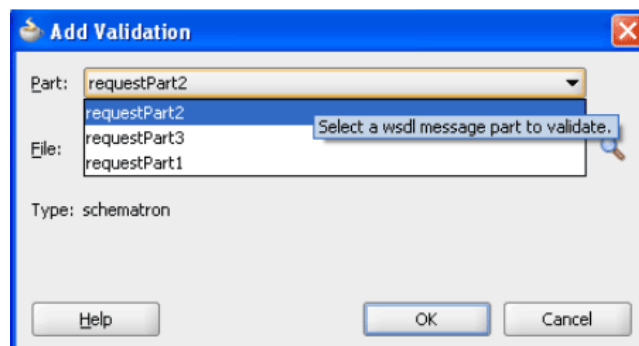 Add Validation
Part: requestPart2
requestPart2
Select a wsdl message part to validate.
requestPart3
File:
requestPart1
Type: schematron
Help OK Cancel